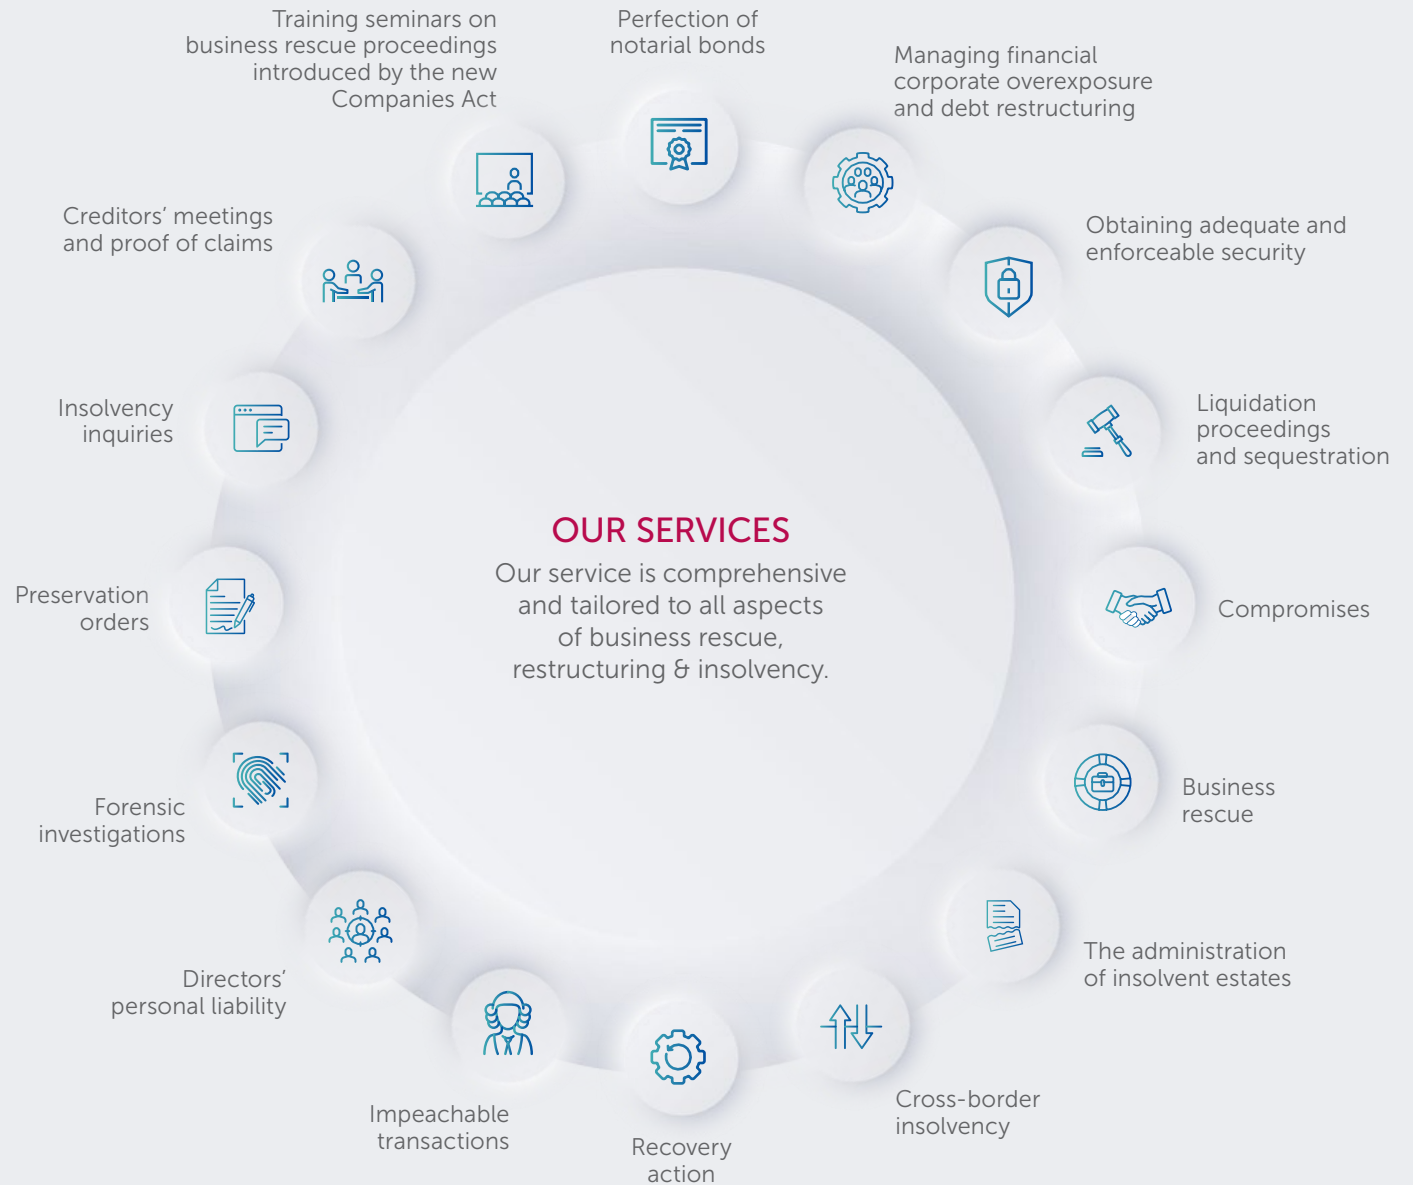 Training seminars on
business rescue proceedings
introduced by the new
Companies Act
Perfection of
notarial bonds
Managing financial
corporate overexposure
and debt restructuring
Obtaining adequate and
enforceable security
Liquidation
proceedings
and sequestration
Compromises
Business
rescue
The administration
of insolvent estates
Cross-border
insolvency
Recovery
action
Impeachable
transactions
Directors’
personal liability
Forensic
investigations
Preservation
orders
Insolvency
inquiries
Creditors’ meetings
and proof of claims
OUR SERVICES
Our service is comprehensive
and tailored to all aspects
of business rescue,
restructuring & insolvency.